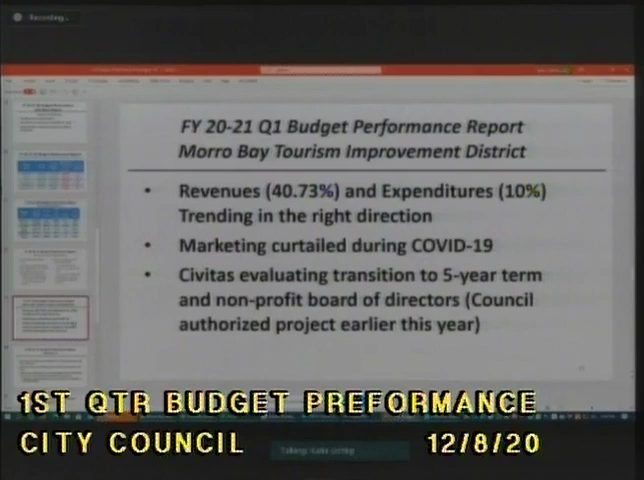 Recording...
FY 20-21 Q1 Budget Performance Report
Morro Bay Tourism Improvement District
• Revenues (40.73%) and Expenditures (10%)
Trending in the right direction
• Marketing curtailed during COVID-19
• Civitas evaluating transition to 5-year term
and non-profit board of directors (Council
authorized project earlier this year)
1ST QTR BUDGET PREFORMANCE
CITY COUNCIL 12/8/20